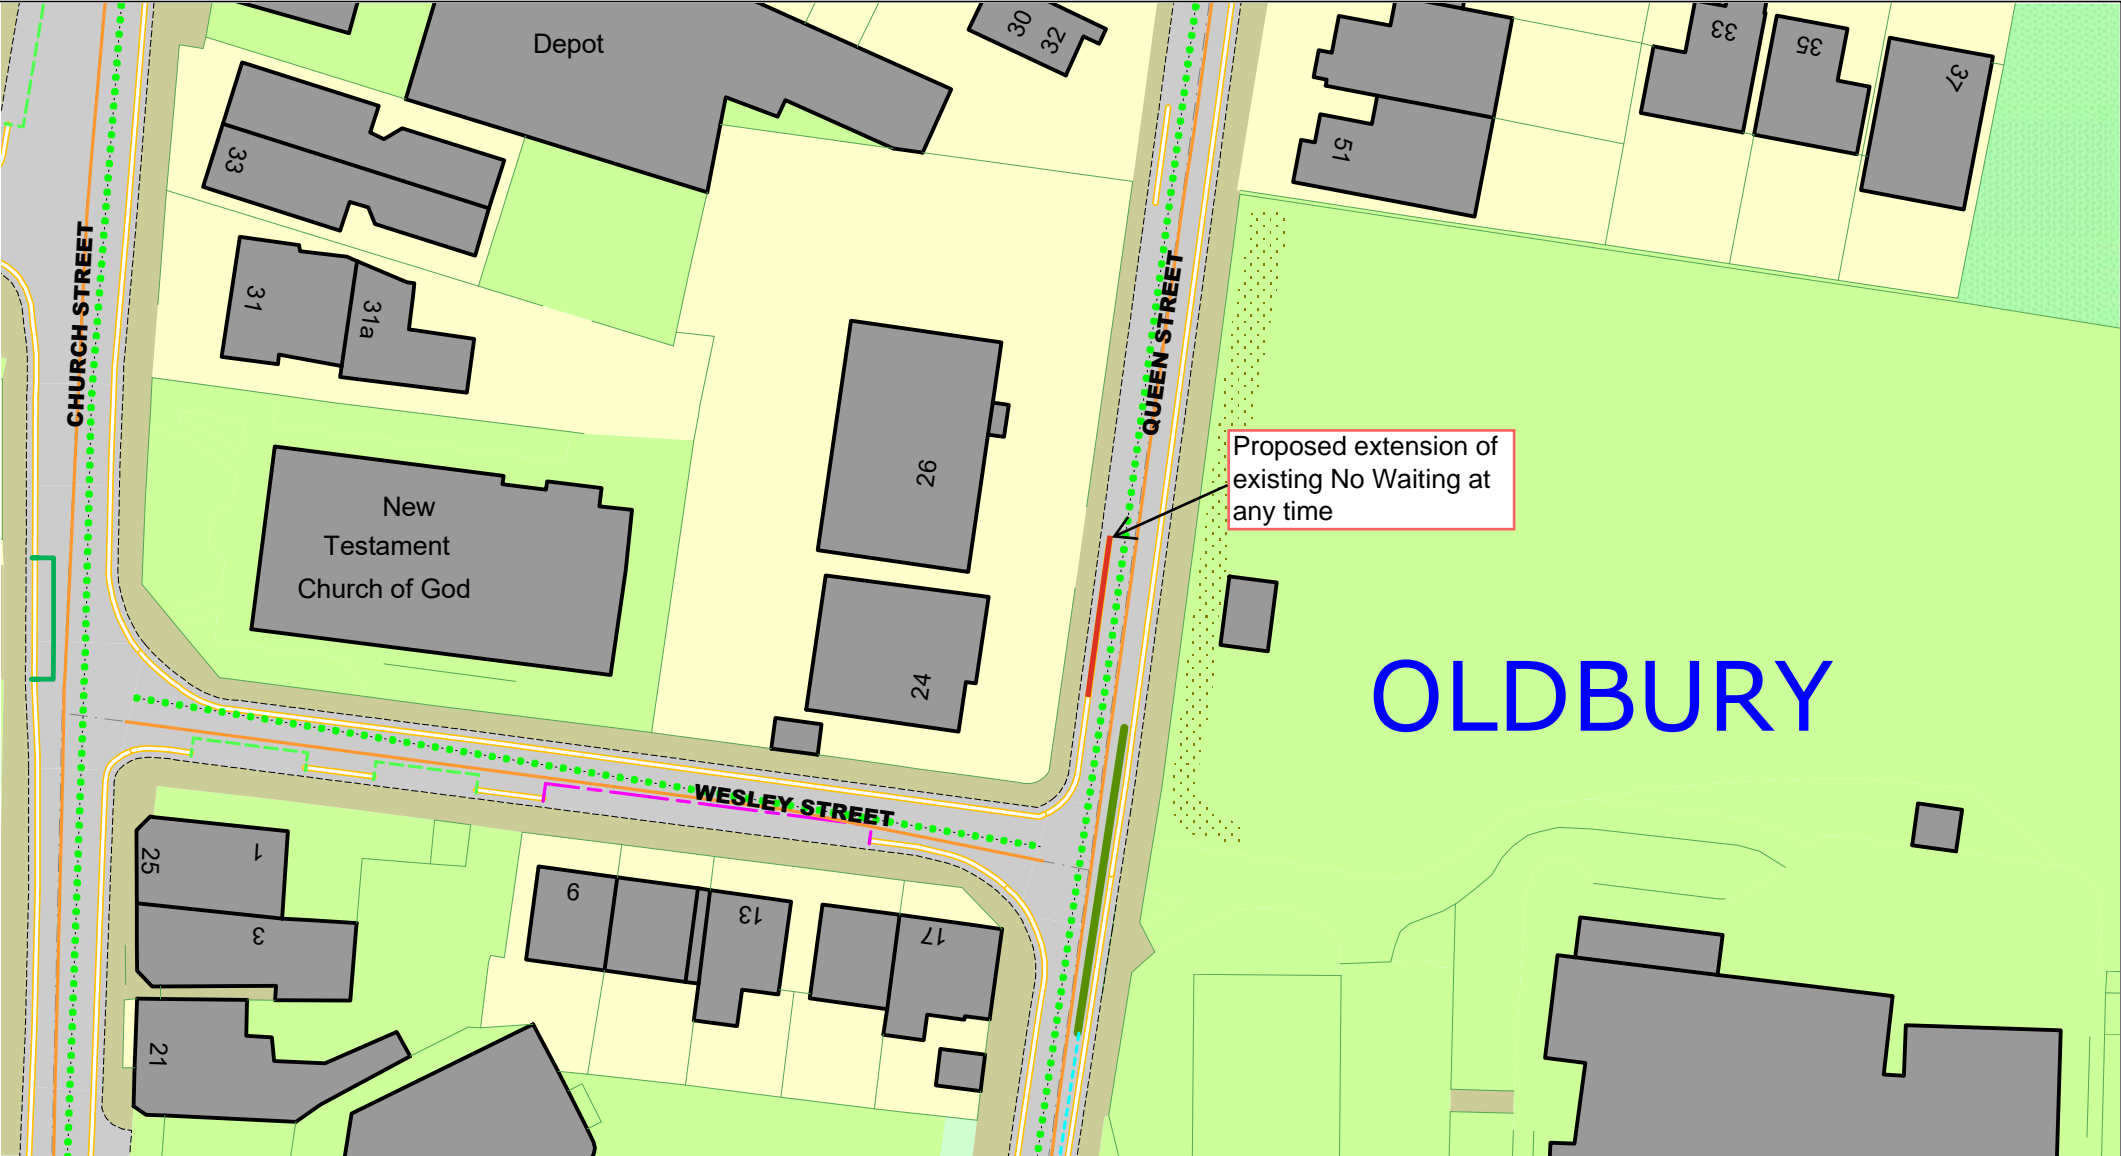 Depot
30
32
33
35
37
51
33
CHURCH STREET
31
31a
QUEEN STREET
26
Proposed extension of
existing No Waiting at
any time
New
Testament
Church of God
24
OLDBURY
WESLEY STREET
25
1
3
9
13
17
21